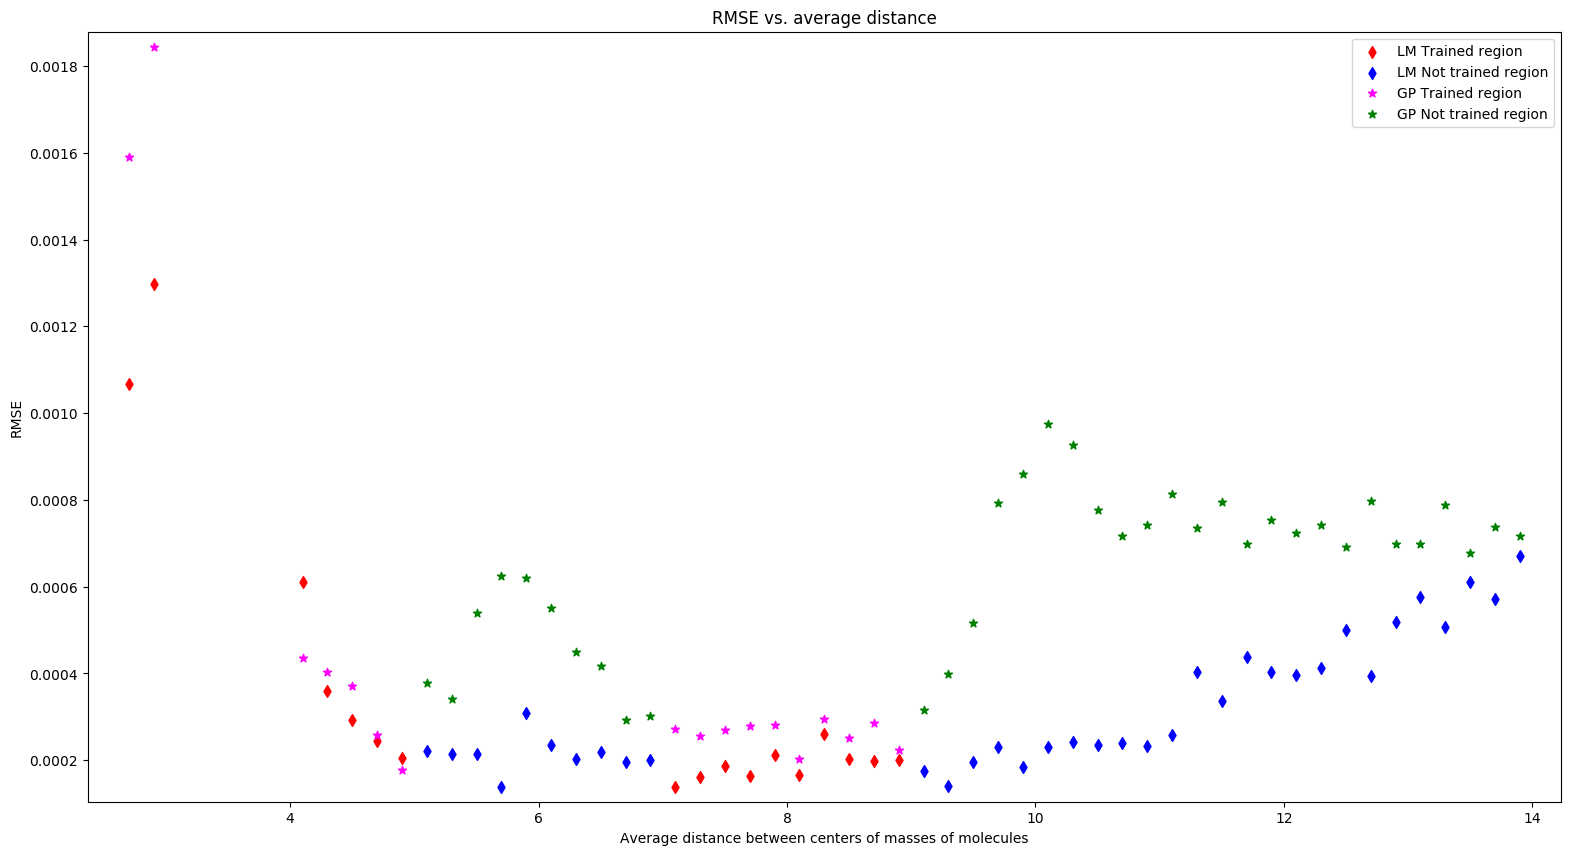 RMSE vs. average distance
LM Trained region
LM Not trained region
GP Trained region
GP Not trained region
0.0018
0.0016
0.0014
0.0012
0.0010
0.0008
0.0006
0.0004
0.0002
RMSE
4
6
8
10
12
14
Average distance between centers of masses of molecules